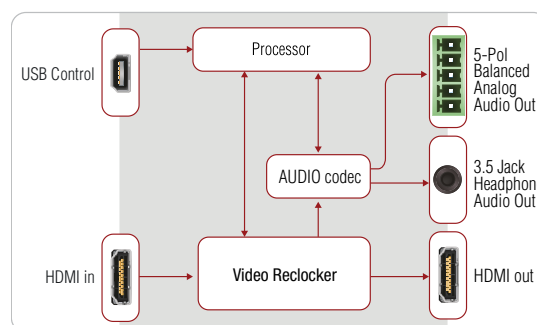 USB Control
Processor
5-Pol
Balanced
Analog
Audio Out
AUDIO codec
3.5 Jack
Headphon
Audio Out
HDMI in
Video Reclocker
HDMI out